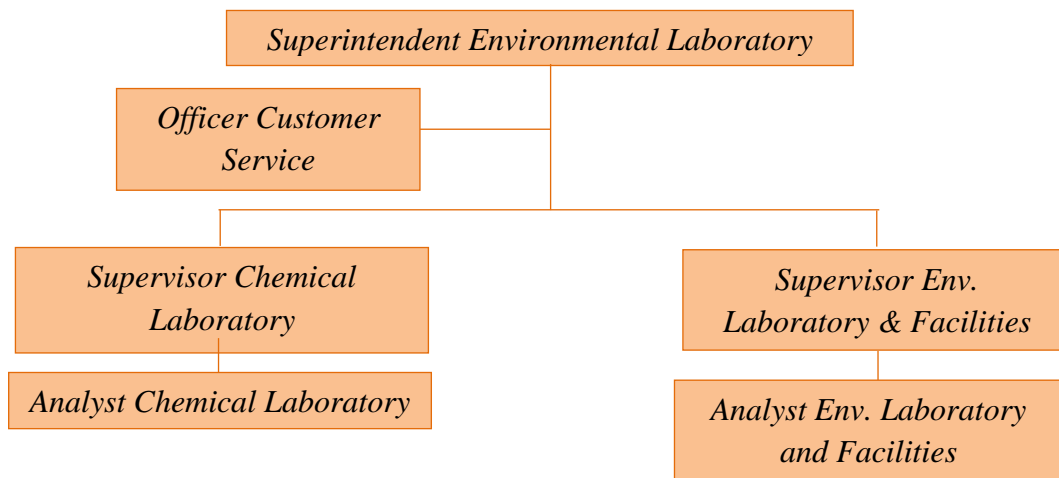 Superintendent Environmental Laboratory
Officer Customer
Service
Supervisor Chemical
Laboratory
Supervisor Env.
Laboratory & Facilities
Analyst Chemical Laboratory
Analyst Env. Laboratory
and Facilities